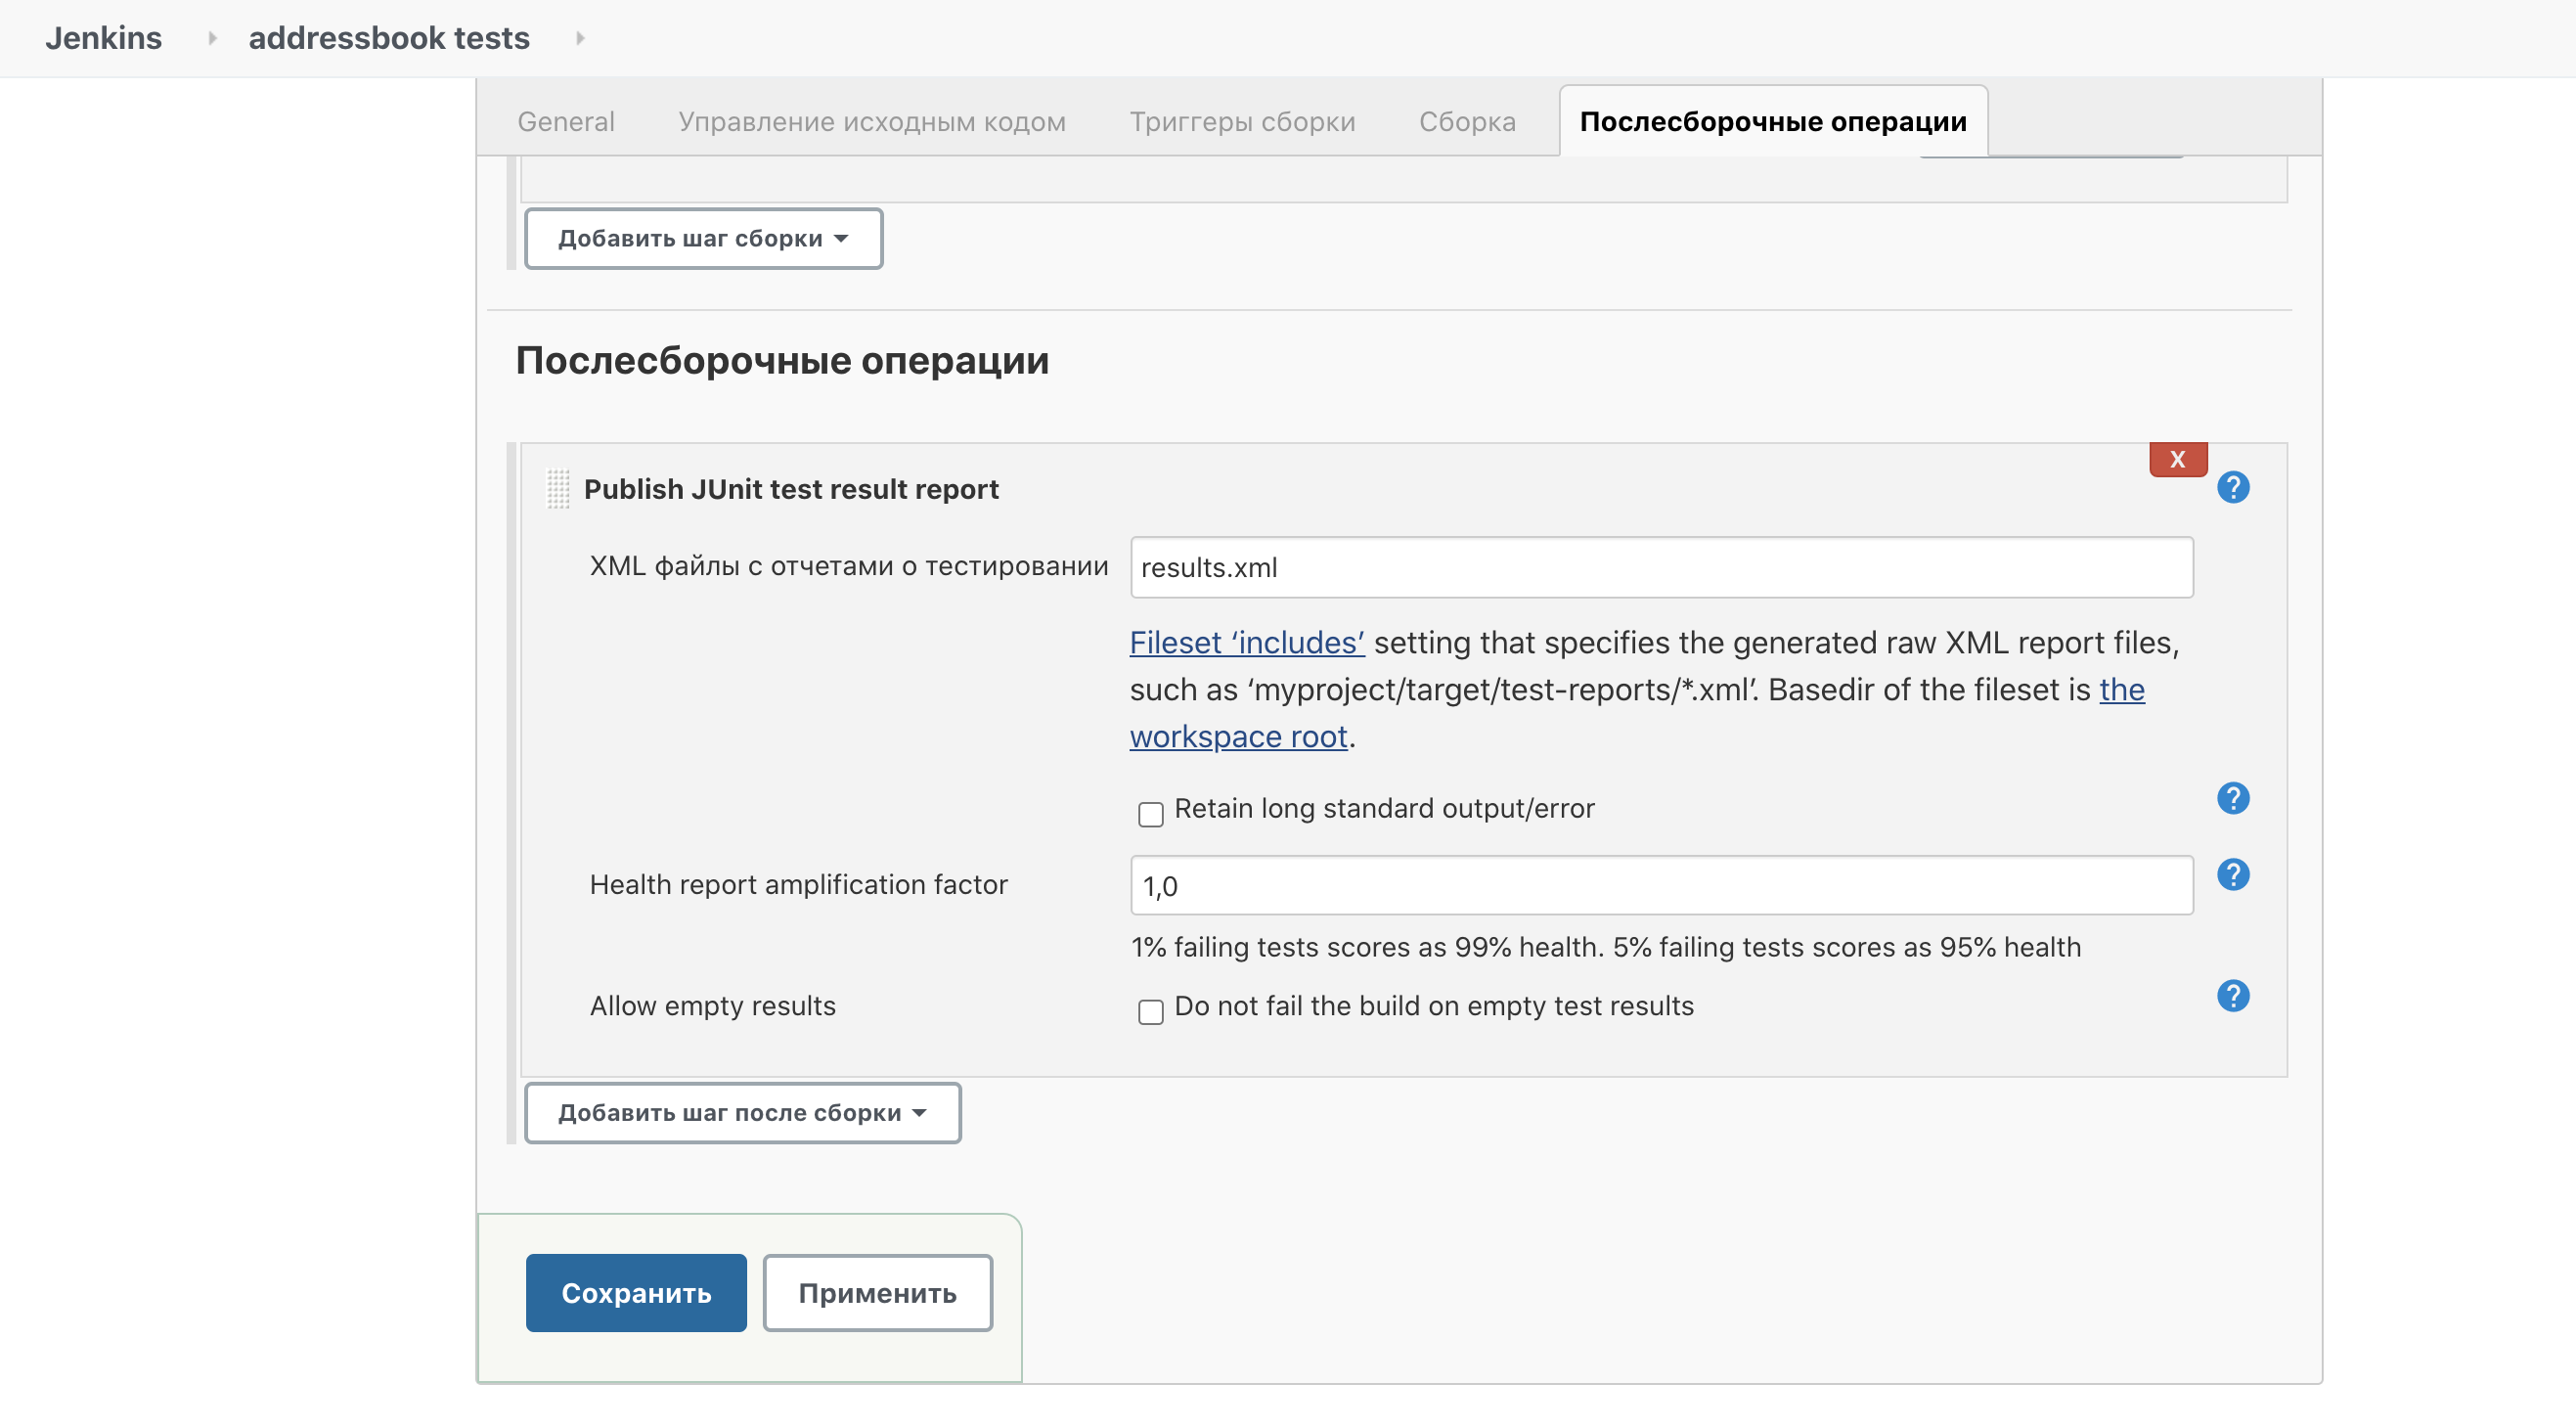 Jenkins addressbook tests
General Управление исходным кодом Триггеры сборки Сборка Послесборочные операции
Добавить шаг сборки
Послесборочные операции
X
Publish JUnit test result report ?
XML файлы с отчетами о тестировании results.xml
Fileset ‘includes’ setting that specifies the generated raw XML report files,
such as ‘myproject/target/test-reports/*.xml’. Basedir of the fileset is the
workspace root.
Retain long standard output/error ?
Health report amplification factor 1,0 ?
1% failing tests scores as 99% health. 5% failing tests scores as 95% health
Allow empty results Do not fail the build on empty test results ?
Добавить шаг после сборки
Сохранить Применить